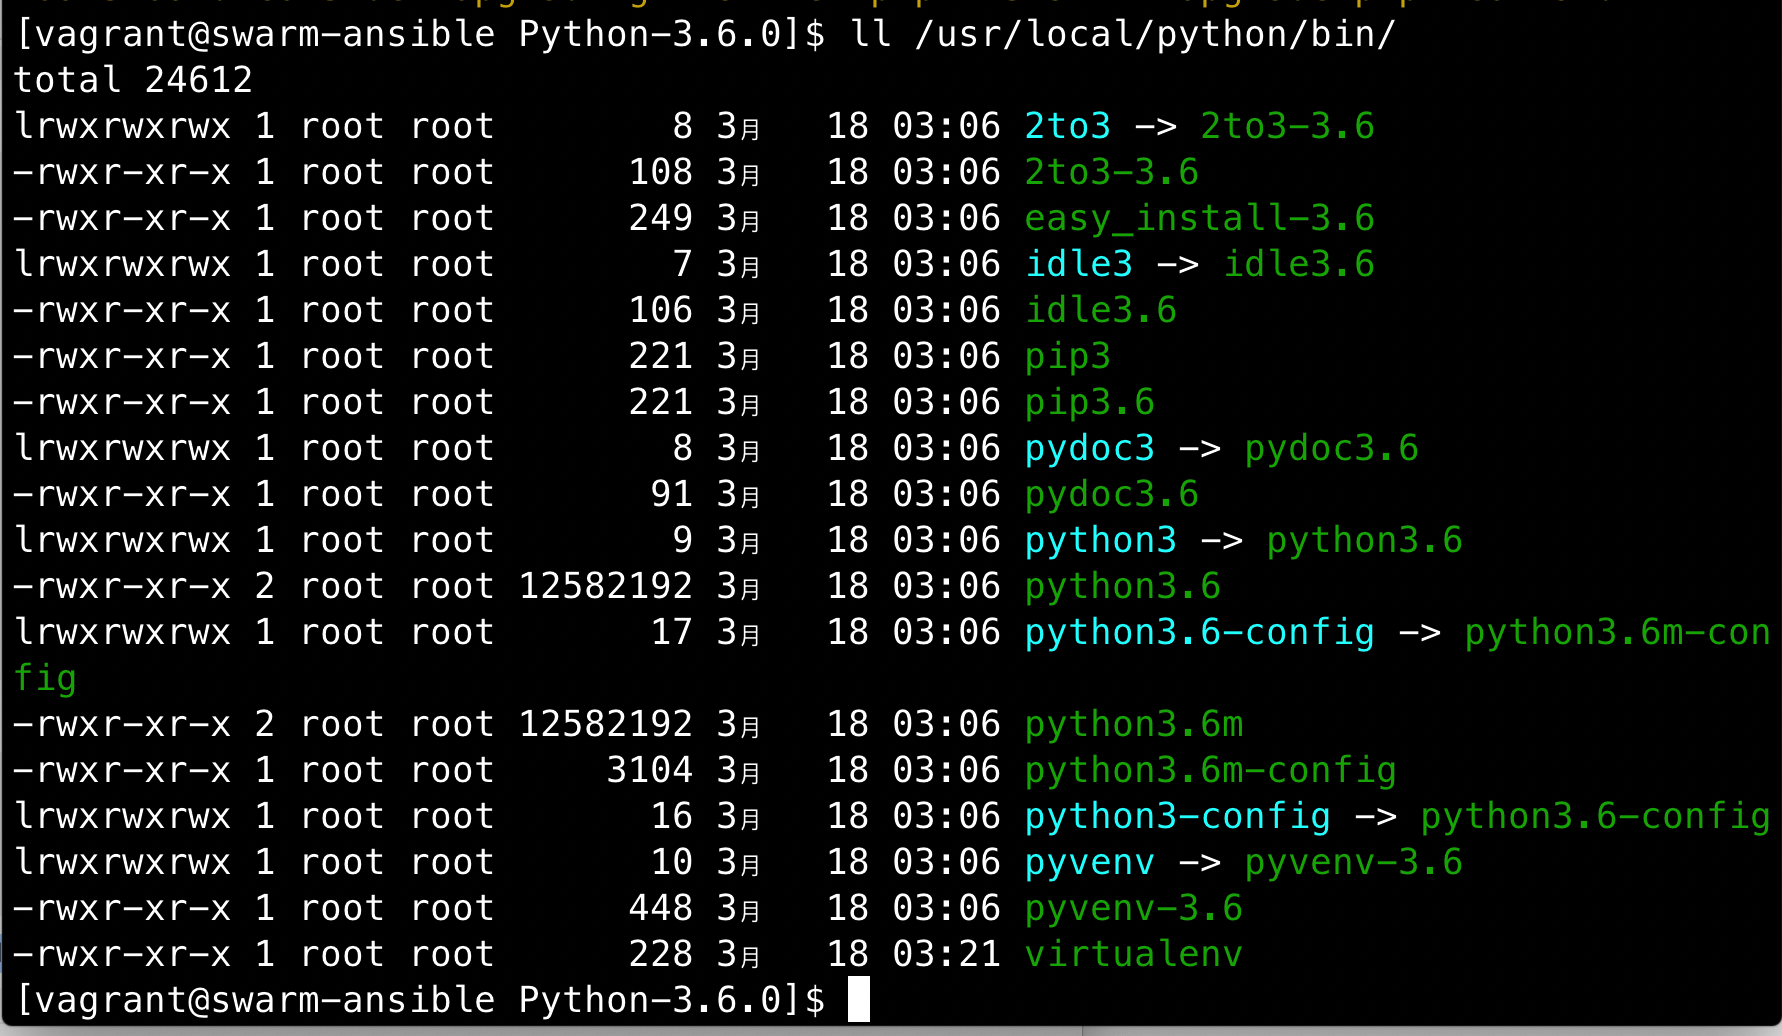 [vagrant@swarm-ansible Python-3.6.0]$ ll /usr/local/python/bin/
total 24612
lrwxrwxrwx 1 root root        8 3月   18 03:06 2to3 -> 2to3-3.6
-rwxr-xr-x 1 root root      108 3月   18 03:06 2to3-3.6
-rwxr-xr-x 1 root root      249 3月   18 03:06 easy_install-3.6
lrwxrwxrwx 1 root root        7 3月   18 03:06 idle3 -> idle3.6
-rwxr-xr-x 1 root root      106 3月   18 03:06 idle3.6
-rwxr-xr-x 1 root root      221 3月   18 03:06 pip3
-rwxr-xr-x 1 root root      221 3月   18 03:06 pip3.6
lrwxrwxrwx 1 root root        8 3月   18 03:06 pydoc3 -> pydoc3.6
-rwxr-xr-x 1 root root       91 3月   18 03:06 pydoc3.6
lrwxrwxrwx 1 root root        9 3月   18 03:06 python3 -> python3.6
-rwxr-xr-x 2 root root 12582192 3月   18 03:06 python3.6
lrwxrwxrwx 1 root root       17 3月   18 03:06 python3.6-config -> python3.6m-con
fig
-rwxr-xr-x 2 root root 12582192 3月   18 03:06 python3.6m
-rwxr-xr-x 1 root root     3104 3月   18 03:06 python3.6m-config
lrwxrwxrwx 1 root root       16 3月   18 03:06 python3-config -> python3.6-config
lrwxrwxrwx 1 root root       10 3月   18 03:06 pyvenv -> pyvenv-3.6
-rwxr-xr-x 1 root root      448 3月   18 03:06 pyvenv-3.6
-rwxr-xr-x 1 root root      228 3月   18 03:21 virtualenv
[vagrant@swarm-ansible Python-3.6.0]$